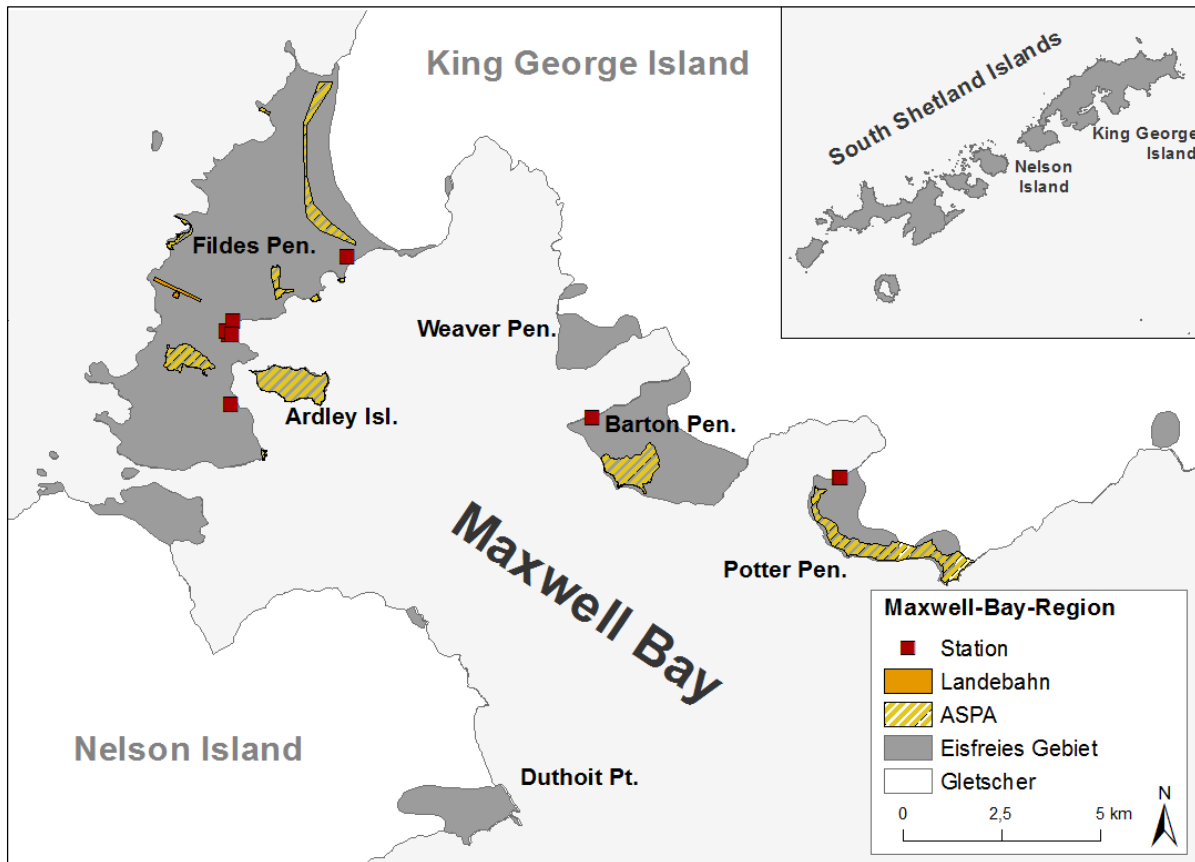 King George Island
South Shetland Islands
King George
Island
Nelson
Island
Fildes Pen.
Weaver Pen.
Ardley Isl.
Barton Pen.
Maxwell Bay
Potter Pen.
Nelson Island
Duthoit Pt.
Maxwell-Bay-Region
Station
Landebahn
ASPA
Eisfreies Gebiet
Gletscher
N
0 2,5 5 km